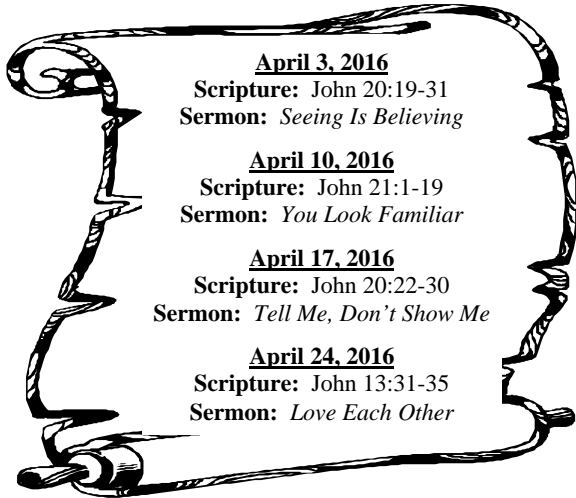 April 3, 2016
Scripture: John 20:19-31
Sermon: Seeing Is Believing
April 10, 2016
Scripture: John 21:1-19
Sermon: You Look Familiar
April 17, 2016
Scripture: John 20:22-30
Sermon: Tell Me, Don't Show Me
April 24, 2016
Scripture: John 13:31-35
Sermon: Love Each Other